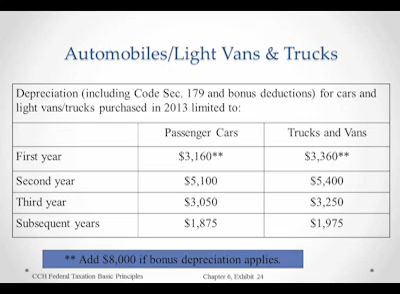 Automobiles/Light Vans & Trucks
Depreciation (including Code Sec. 179 and bonus deductions) for cars and
light vans/trucks purchased in 2013 limited to:
Passenger Cars Trucks and Vans
First year $3,160** $3,360**
Second year $5,100 $5,400
Third year $3,050 $3,250
Subsequent years $1,875 $1,975
** Add $8,000 if bonus depreciation applies.
CCH Federal Taxation Basic Principles Chapter 6, Exhibit 24